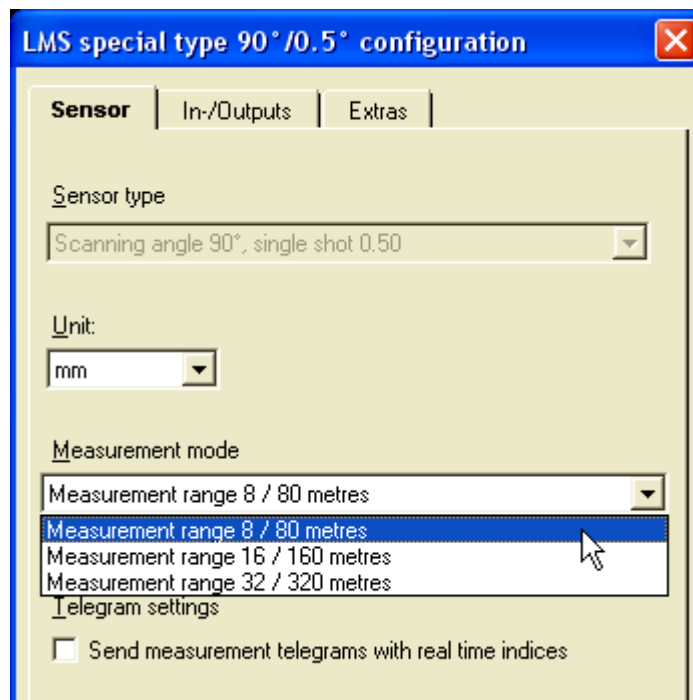 LMS special type 90°/0.5° configuration
Sensor
In-/Outputs
Extras
Sensor type
Scanning angle 90°, single shot 0.50
Unit:
mm
Measurement mode
Measurement range 8 / 80 metres
Measurement range 8 / 80 metres
Measurement range 16 / 160 metres
Measurement range 32 / 320 metres
Telegram settings
Send measurement telegrams with real time indices